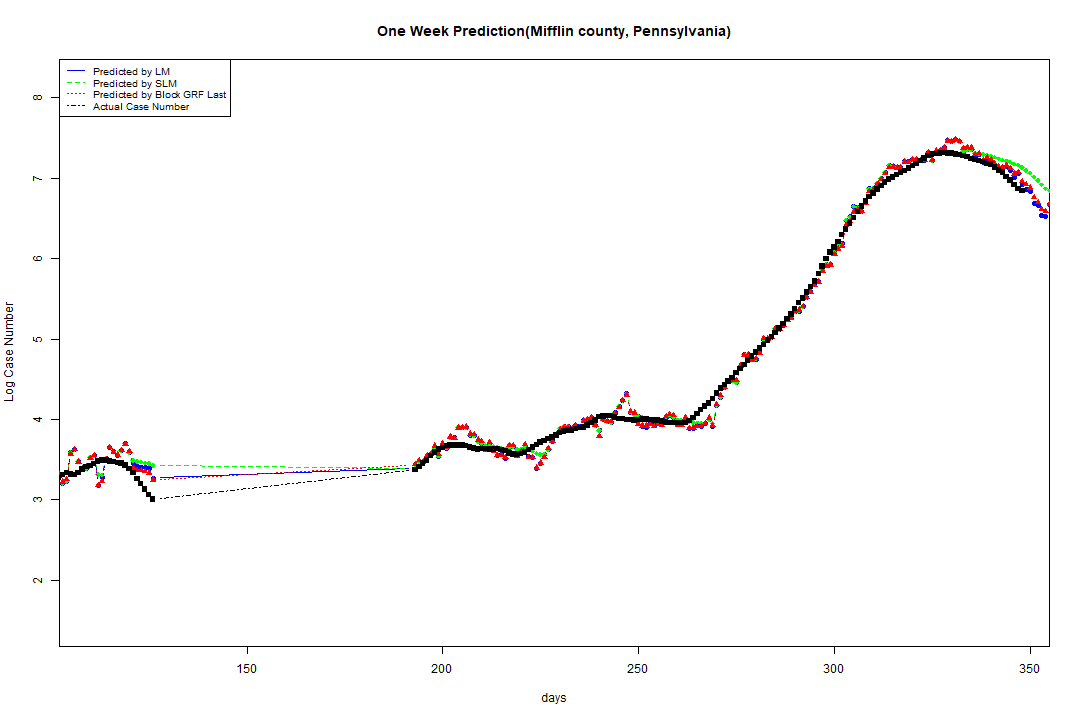 One Week Prediction(Mifflin county, Pennsylvania)
Predicted by LM
Predicted by SLM
Predicted by Block GRF Last
Actual Case Number
8
7
6
5
4
3
2
Log Case Number
150 200 250 300 350
days